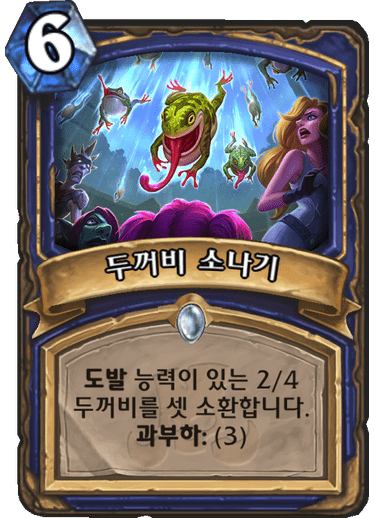 6
두꺼비 소나기
도발 능력이 있는 2/4
두꺼비를 셋 소환합니다.
과부하: (3)